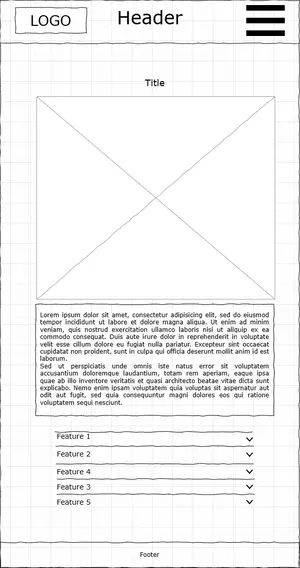 LOGO
Header
Title
Lorem ipsum dolor sit amet, consectetur adipisicing elit, sed do eiusmod
tempor incididunt ut labore et dolore magna aliqua. Ut enim ad minim
veniam, quis nostrud exercitation ullamco laboris nisi ut aliquip ex ea
commodo consequat. Duis aute irure dolor in reprehenderit in voluptate
velit esse cillum dolore eu fugiat nulla pariatur. Excepteur sint occaecat
cupidatat non proident, sunt in culpa qui officia deserunt mollit anim id est
laborum.
Sed ut perspiciatis unde omnis iste natus error sit voluptatem
accusantium doloremque laudantium, totam rem aperiam, eaque ipsa
quae ab illo inventore veritatis et quasi architecto beatae vitae dicta sunt
explicabo. Nemo enim ipsam voluptatem quia voluptas sit aspernatur aut
odit aut fugit, sed quia consequuntur magni dolores eos qui ratione
voluptatem sequi nesciunt.
Feature 1
Feature 2
Feature 4
Feature 3
Feature 5
Footer